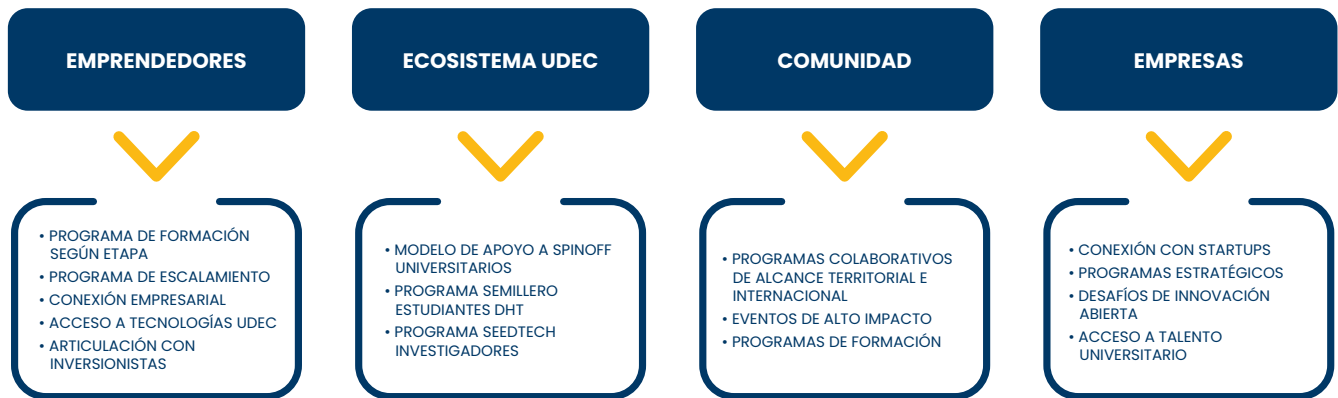 EMPRENDEDORES
• PROGRAMA DE FORMACIÓN
SEGÚN ETAPA
• PROGRAMA DE ESCALAMIENTO
• CONEXIÓN EMPRESARIAL
• ACCESO A TECNOLOGÍAS UDEC
• ARTICULACIÓN CON
INVERSIONISTAS
ECOSISTEMA UDEC
• MODELO DE APOYO A SPINOFF
UNIVERSITARIOS
• PROGRAMA SEMILLERO
ESTUDIANTES DHT
• PROGRAMA SEEDTECH
INVESTIGADORES
COMUNIDAD
• PROGRAMAS COLABORATIVOS
DE ALCANCE TERRITORIAL E
INTERNACIONAL
• EVENTOS DE ALTO IMPACTO
• PROGRAMAS DE FORMACIÓN
EMPRESAS
• CONEXIÓN CON STARTUPS
• PROGRAMAS ESTRATÉGICOS
• DESAFÍOS DE INNOVACIÓN
ABIERTA
• ACCESO A TALENTO
UNIVERSITARIO